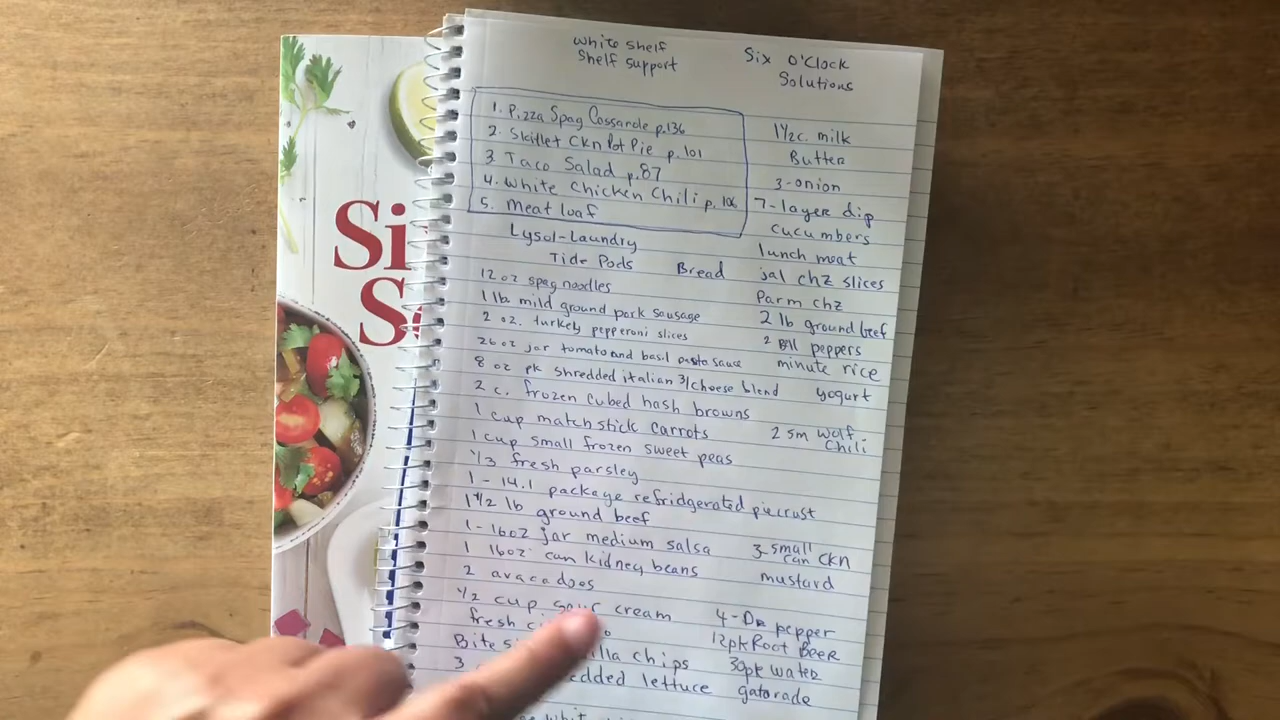 White Shelf
Shelf support
Six O'Clock
Solutions
1. Pizza Spag Cassarole p.136
2. Skillet Ckn Pot Pie p.101
3. Taco Salad p.87
4. White Chicken Chili p.106
5. Meat loaf
Lysol-Laundry
Tide Pods
Bread
12 oz spag noodles
1 lb mild ground pork sausage
2 oz. turkey pepperoni slices
26 oz jar tomato and basil pasta sauce
8 oz pk shredded italian 3/cheese blend
2 c. frozen cubed hash browns
1 cup matchstick carrots
1 cup small frozen sweet peas
1/3 fresh parsley
1 - 14.1 package refridgerated piecrust
1 1/2 lb ground beef
1 - 16oz jar medium salsa
1 16oz can kidney beans
2 avacadoes
1/2 cup sour cream
fresh
Bite chips
3 lettuce
1 1/2 c. milk
Butter
3-onion
7-layer dip
cucumbers
lunch meat
jal chz slices
Parm chz
2 lb ground beef
2 Bell peppers
minute rice
yogurt
2 sm Wolf
Chili
3-small
can Ckn
mustard
4-Dr pepper
12pk Root Beer
30pk water
gatorade
Si
S